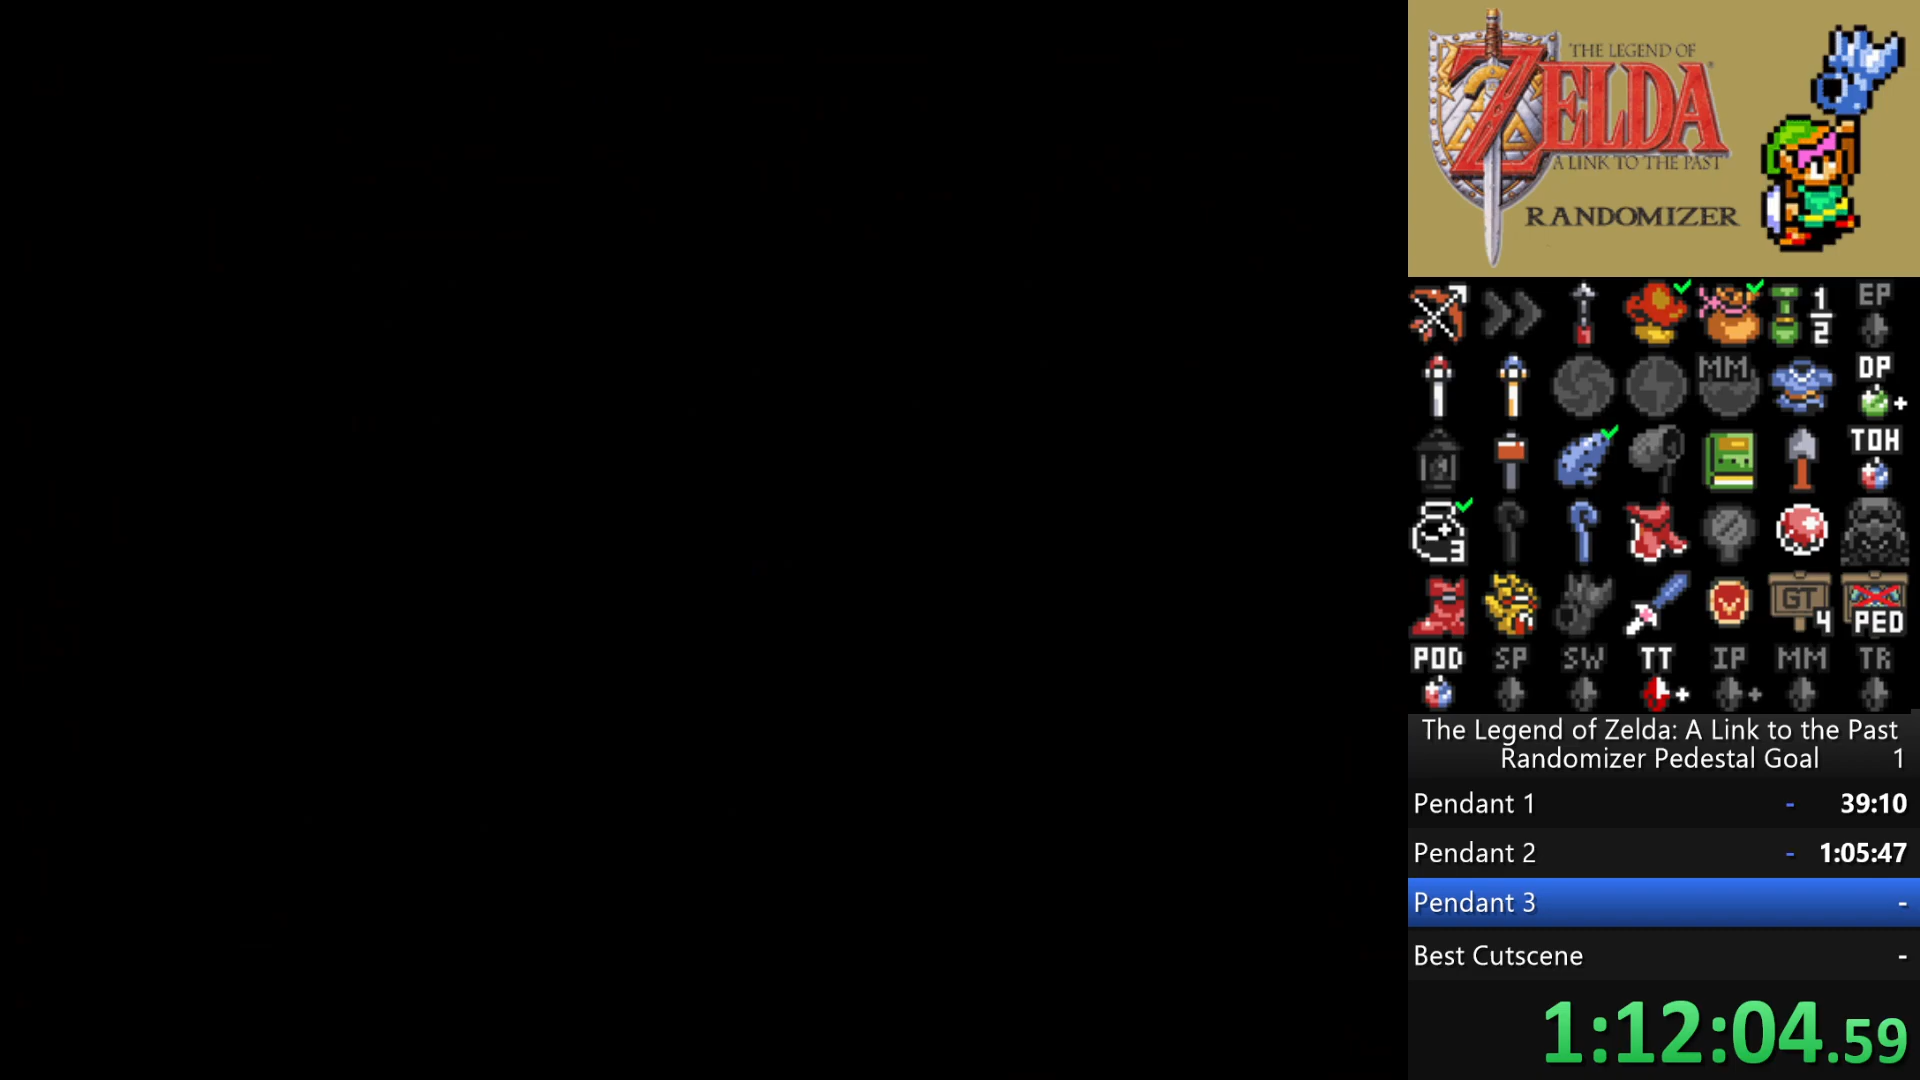 THE LEGEND OF
ZELDA
A LINK TO THE PAST
RANDOMIZER
1
2
EP
MM
DP
+
TOH
3
GT
4
PED
POD SP SW TT IP MM TR
+ +
The Legend of Zelda: A Link to the Past
Randomizer Pedestal Goal 1
Pendant 1 - 39:10
Pendant 2 - 1:05:47
Pendant 3 -
Best Cutscene -
1:12:04.59